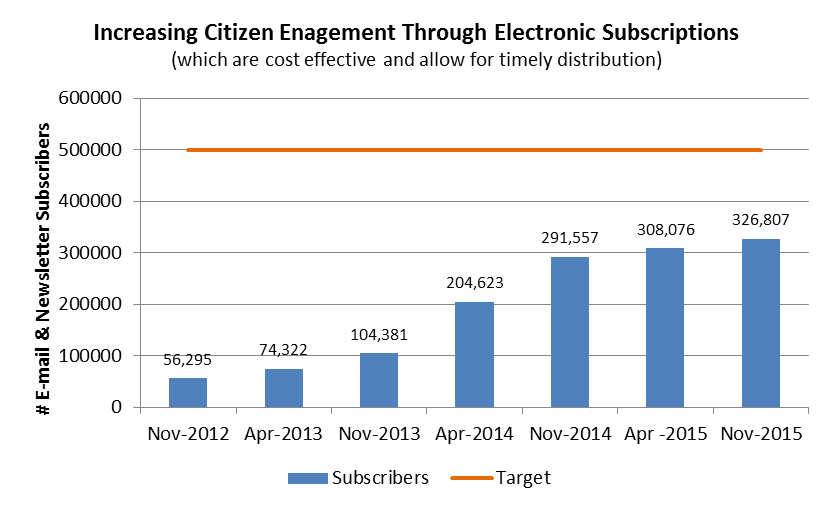 Increasing Citizen Enagement Through Electronic Subscriptions
(which are cost effective and allow for timely distribution)
# E-mail & Newsletter Subscribers
600000
500000
400000
300000
200000
100000
0
56,295
74,322
104,381
204,623
291,557
308,076
326,807
Nov-2012 Apr-2013 Nov-2013 Apr-2014 Nov-2014 Apr -2015 Nov-2015
Subscribers Target